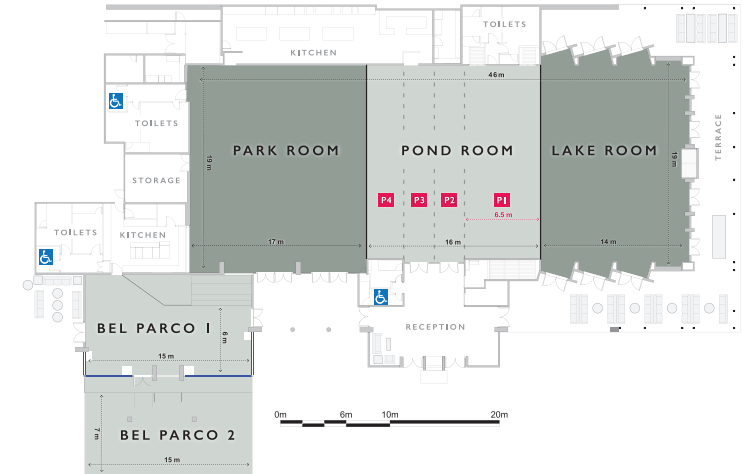 TOILETS
KITCHEN
46 m
TERRACE
TOILETS
PARK ROOM
POND ROOM
LAKE ROOM
19 m
19 m
STORAGE
P4
P3
P2
P1
6.5 m
TOILETS
KITCHEN
17 m
16 m
14 m
BEL PARCO 1
6 m
RECEPTION
15 m
0m
6m
10m
20m
BEL PARCO 2
7 m
15 m